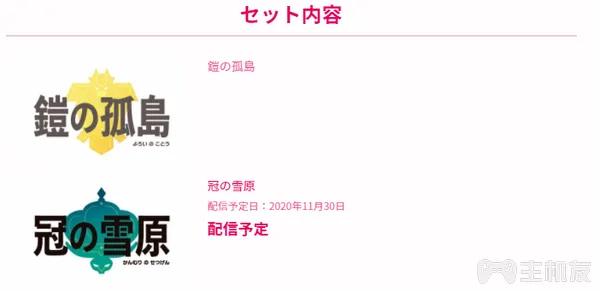 セット内容
鎧の孤島
鎧の孤島
よろい の ことう
冠の雪原
配信予定日：2020年11月30日
配信予定
冠の雪原
かんむり の せつげん
主机友